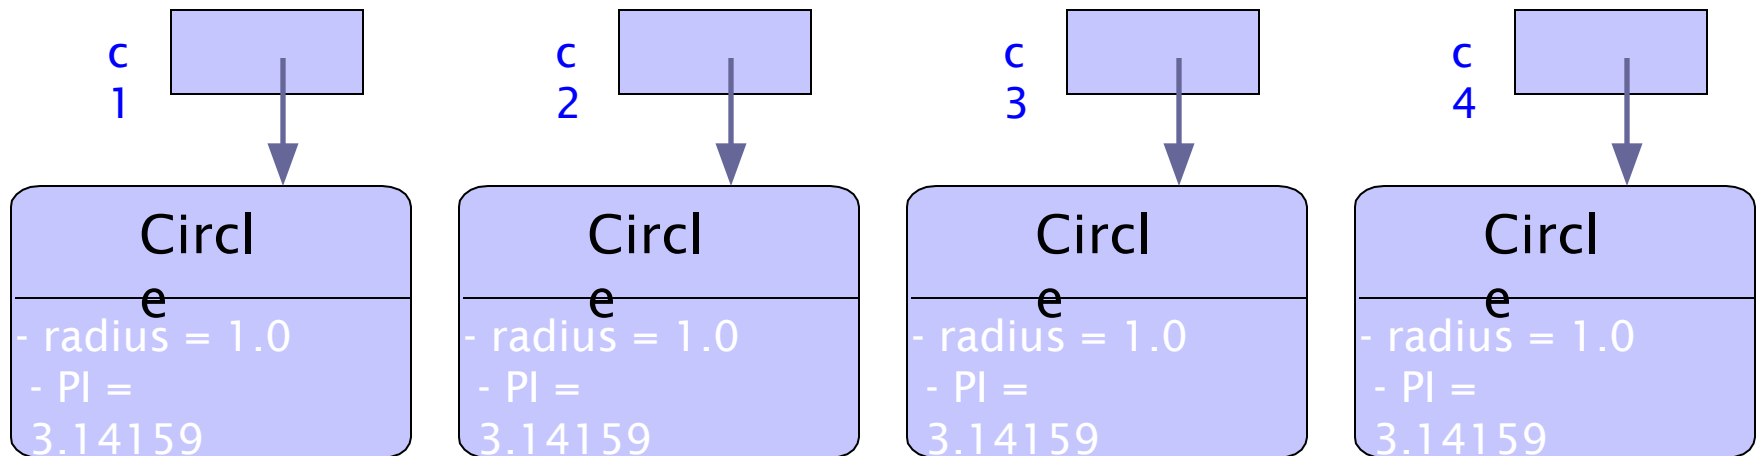 c
1
c
2
c
3
c
4
Circl
e
- radius = 1.0
- PI =
3.14159
Circl
e
- radius = 1.0
- PI =
3.14159
Circl
e
- radius = 1.0
- PI =
3.14159
Circl
e
- radius = 1.0
- PI =
3.14159